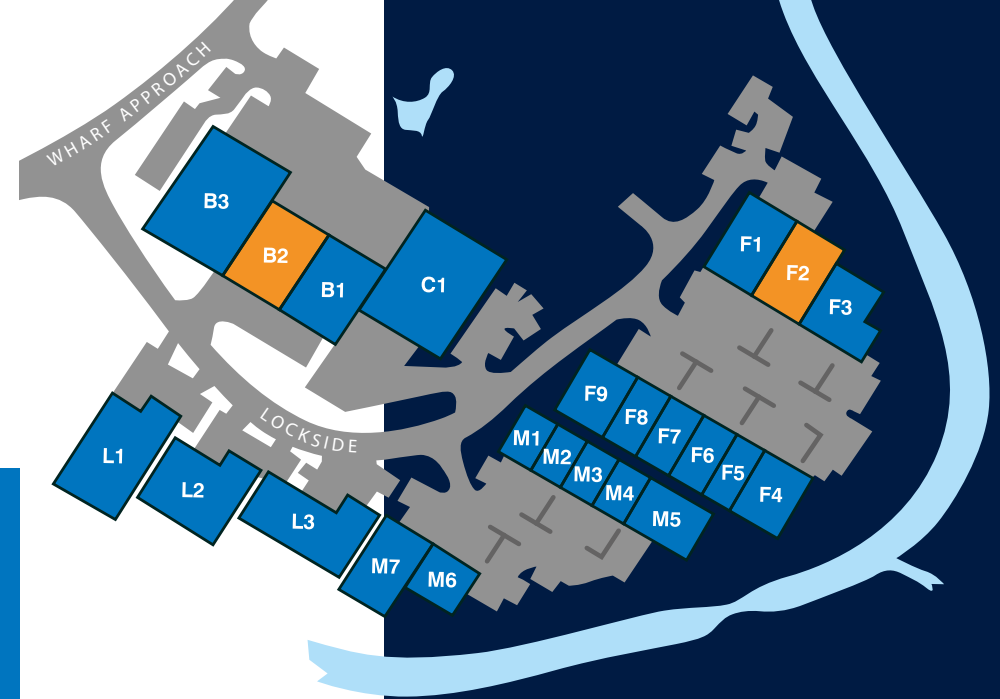 WHARF APPROACH
B3
B2
B1
C1
F1
F2
F3
F9
F8
F7
F6
F5
F4
M1
M2
M3
M4
M5
LOCKSIDE
L1
L2
L3
M7
M6